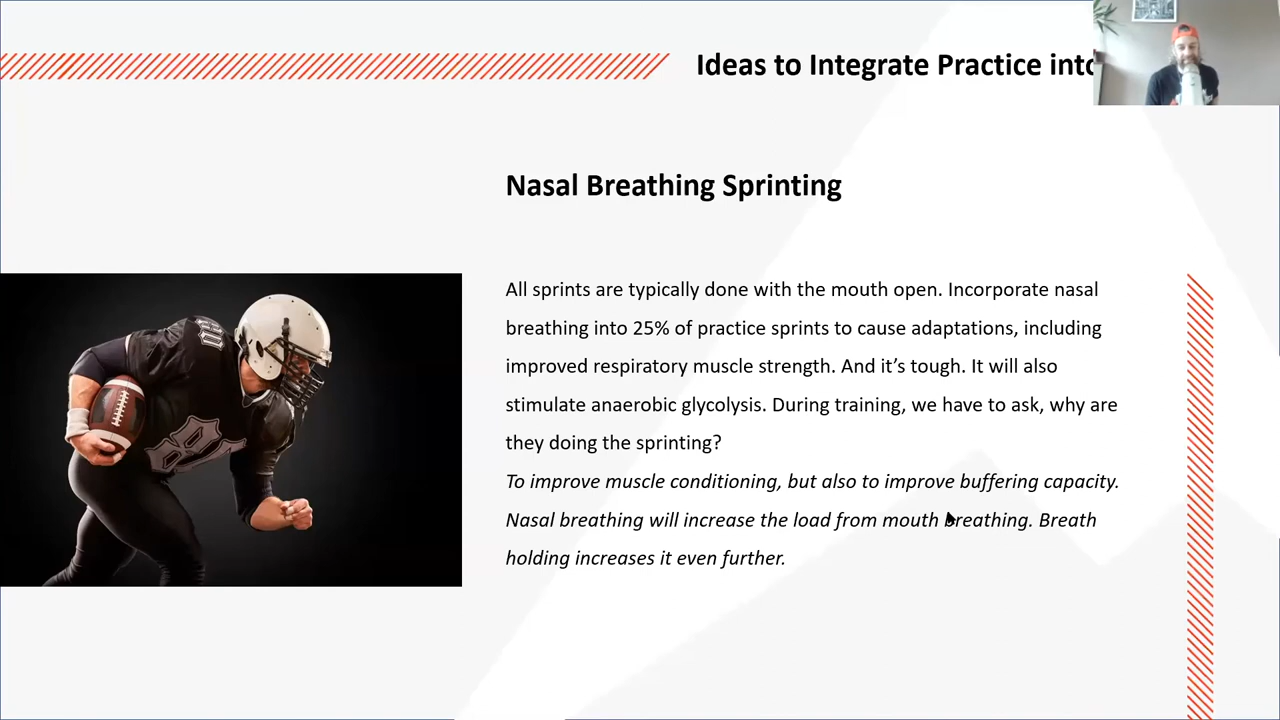 Ideas to Integrate Practice into
Nasal Breathing Sprinting
All sprints are typically done with the mouth open. Incorporate nasal
breathing into 25% of practice sprints to cause adaptations, including
improved respiratory muscle strength. And it’s tough. It will also
stimulate anaerobic glycolysis. During training, we have to ask, why are
they doing the sprinting?
To improve muscle conditioning, but also to improve buffering capacity.
Nasal breathing will increase the load from mouth breathing. Breath
holding increases it even further.